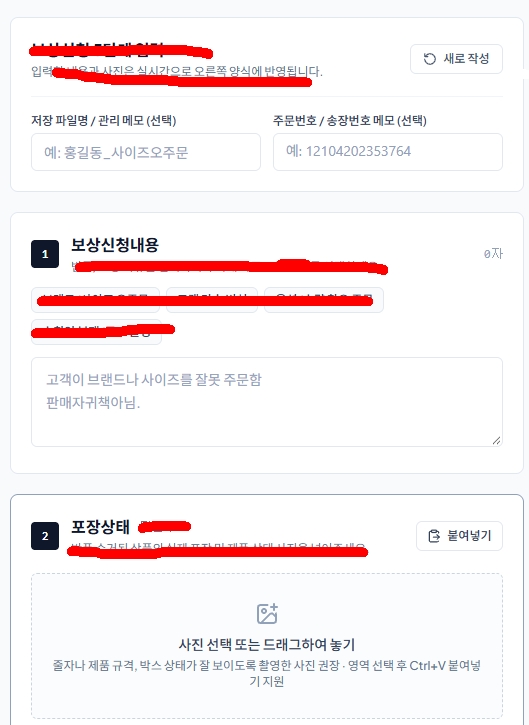 새로 작성
저장 파일명 / 관리 메모 (선택)
주문번호 / 송장번호 메모 (선택)
예: 홍길동_사이즈오주문
예: 12104202353764
1
보상신청내용
0자
고객이 브랜드나 사이즈를 잘못 주문함
판매자귀책아님.
2
포장상태
붙여넣기
사진 선택 또는 드래그하여 놓기
줄자나 제품 규격, 박스 상태가 잘 보이도록 촬영한 사진 권장 · 영역 선택 후 Ctrl+V 붙여넣
기 지원